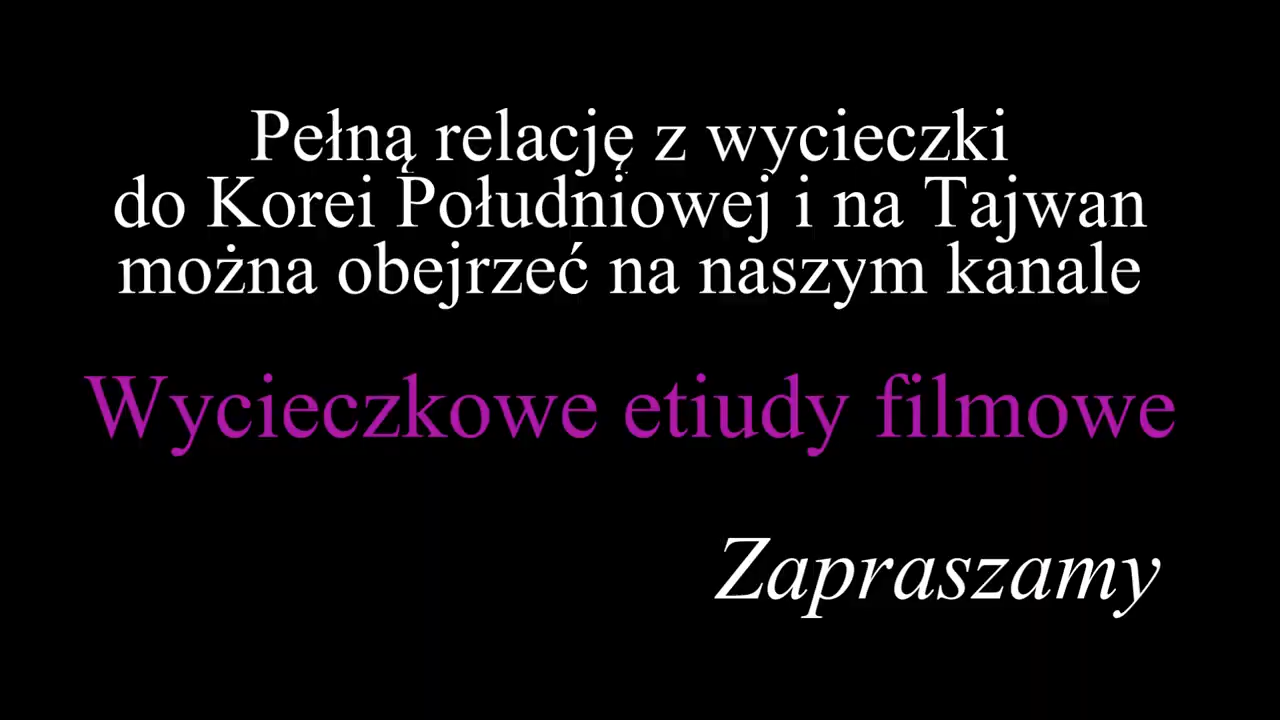 Pełną relację z wycieczki
do Korei Południowej i na Tajwan
można obejrzeć na naszym kanale
Wycieczkowe etiudy filmowe
Zapraszamy